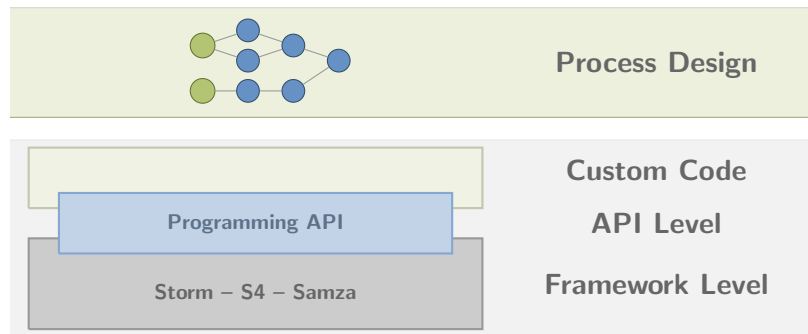 Process Design
Custom Code
Programming API
API Level
Storm – S4 – Samza
Framework Level